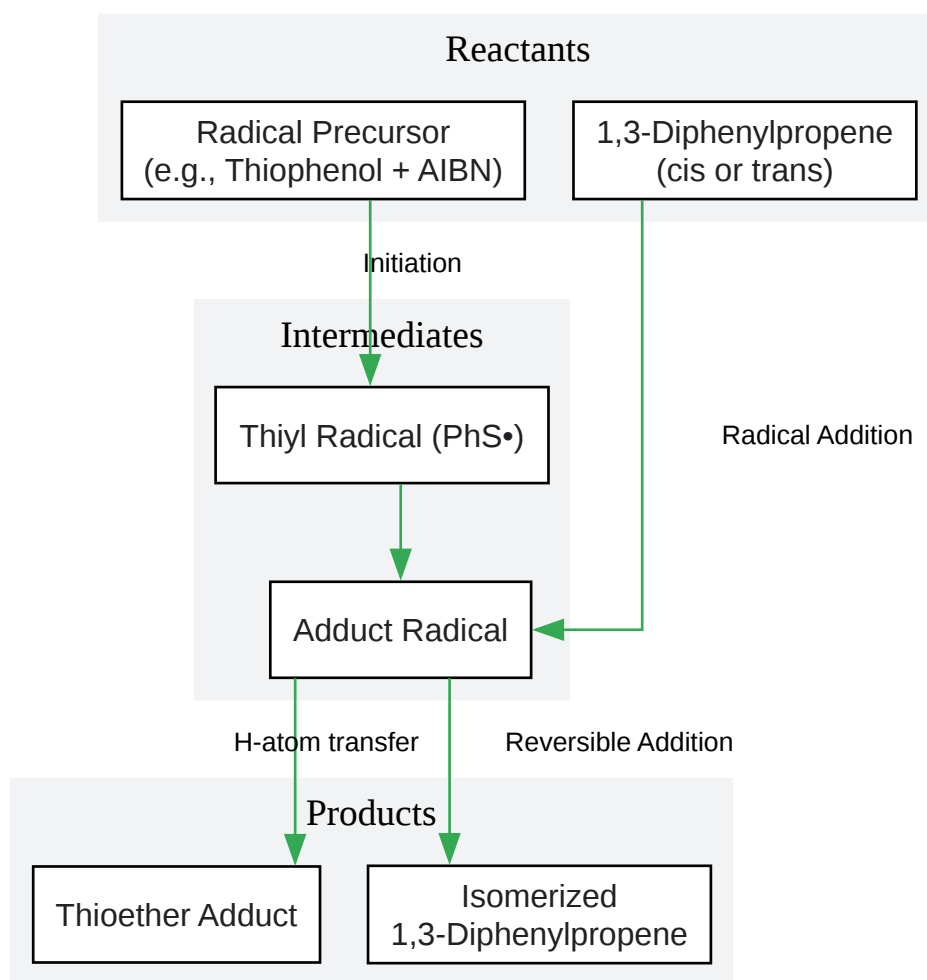 Reactants
Radical Precursor
(e.g., Thiophenol + AIBN)
1,3-Diphenylpropene
(cis or trans)
Initiation
Intermediates
Thiyl Radical (PhS•)
Radical Addition
Adduct Radical
H-atom transfer
Reversible Addition
Products
Thioether Adduct
Isomerized
1,3-Diphenylpropene